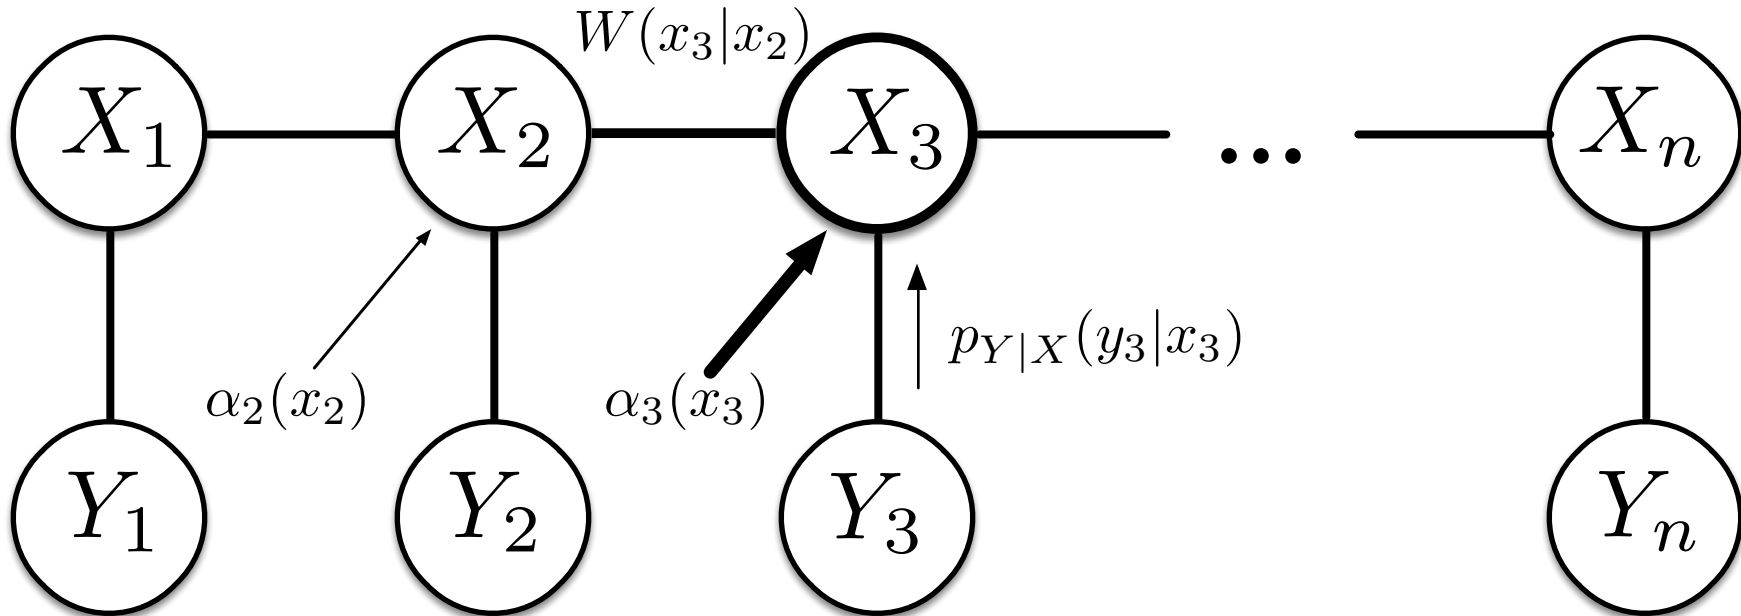 W(x₃|x₂)
X₁ X₂ X₃ ... Xₙ
α₂(x₂) α₃(x₃) p_{Y|X}(y₃|x₃)
Y₁ Y₂ Y₃ Yₙ